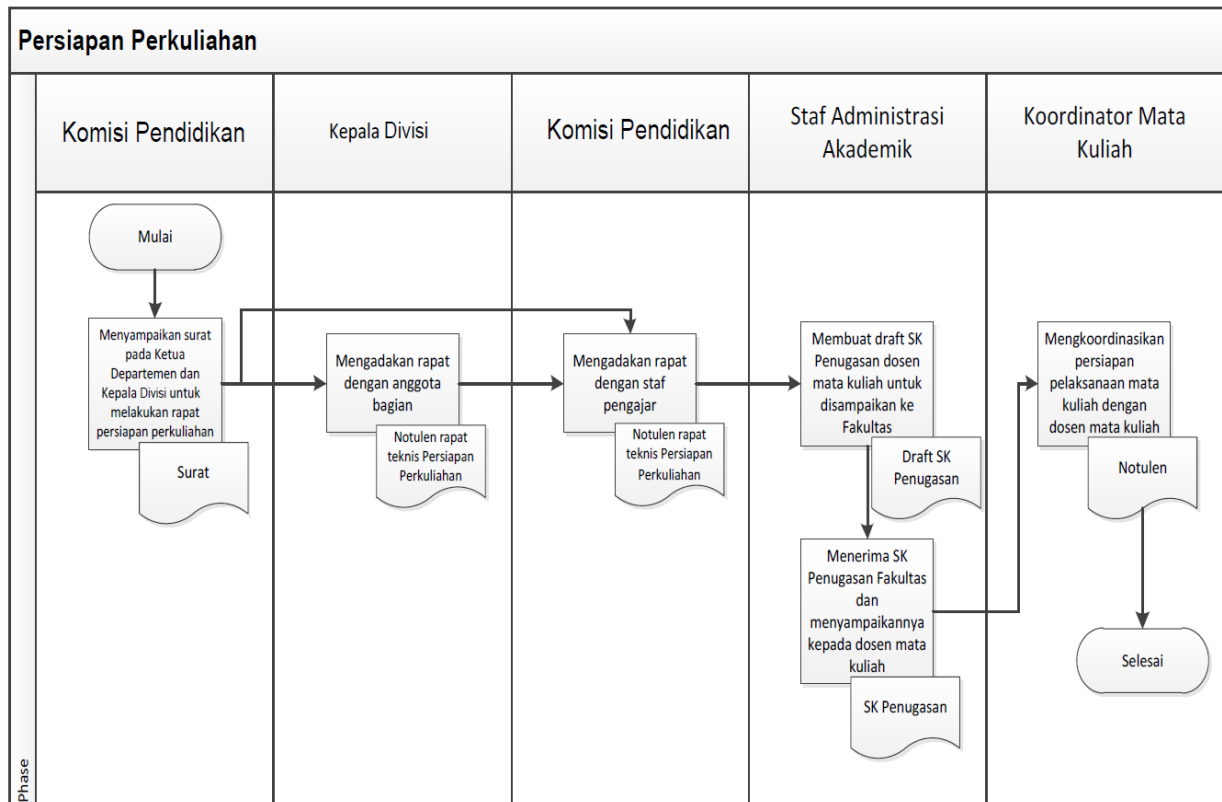 Persiapan Perkuliahan
Komisi Pendidikan
Kepala Divisi
Komisi Pendidikan
Staf Administrasi
Akademik
Koordinator Mata
Kuliah
Mulai
Menyampaikan surat
pada Ketua
Departemen dan
Kepala Divisi untuk
melakukan rapat
persiapan perkuliahan
Surat
Mengadakan rapat
dengan anggota
bagian
Notulen rapat
teknis Persiapan
Perkuliahan
Mengadakan rapat
dengan staf
pengajar
Notulen rapat
teknis Persiapan
Perkuliahan
Membuat draft SK
Penugasan dosen
mata kuliah untuk
disampaikan ke
Fakultas
Draft SK
Penugasan
Menerima SK
Penugasan Fakultas
dan
menyampaikannya
kepada dosen mata
kuliah
SK Penugasan
Mengkoordinasikan
persiapan
pelaksanaan mata
kuliah dengan
dosen mata kuliah
Notulen
Selesai
Phase